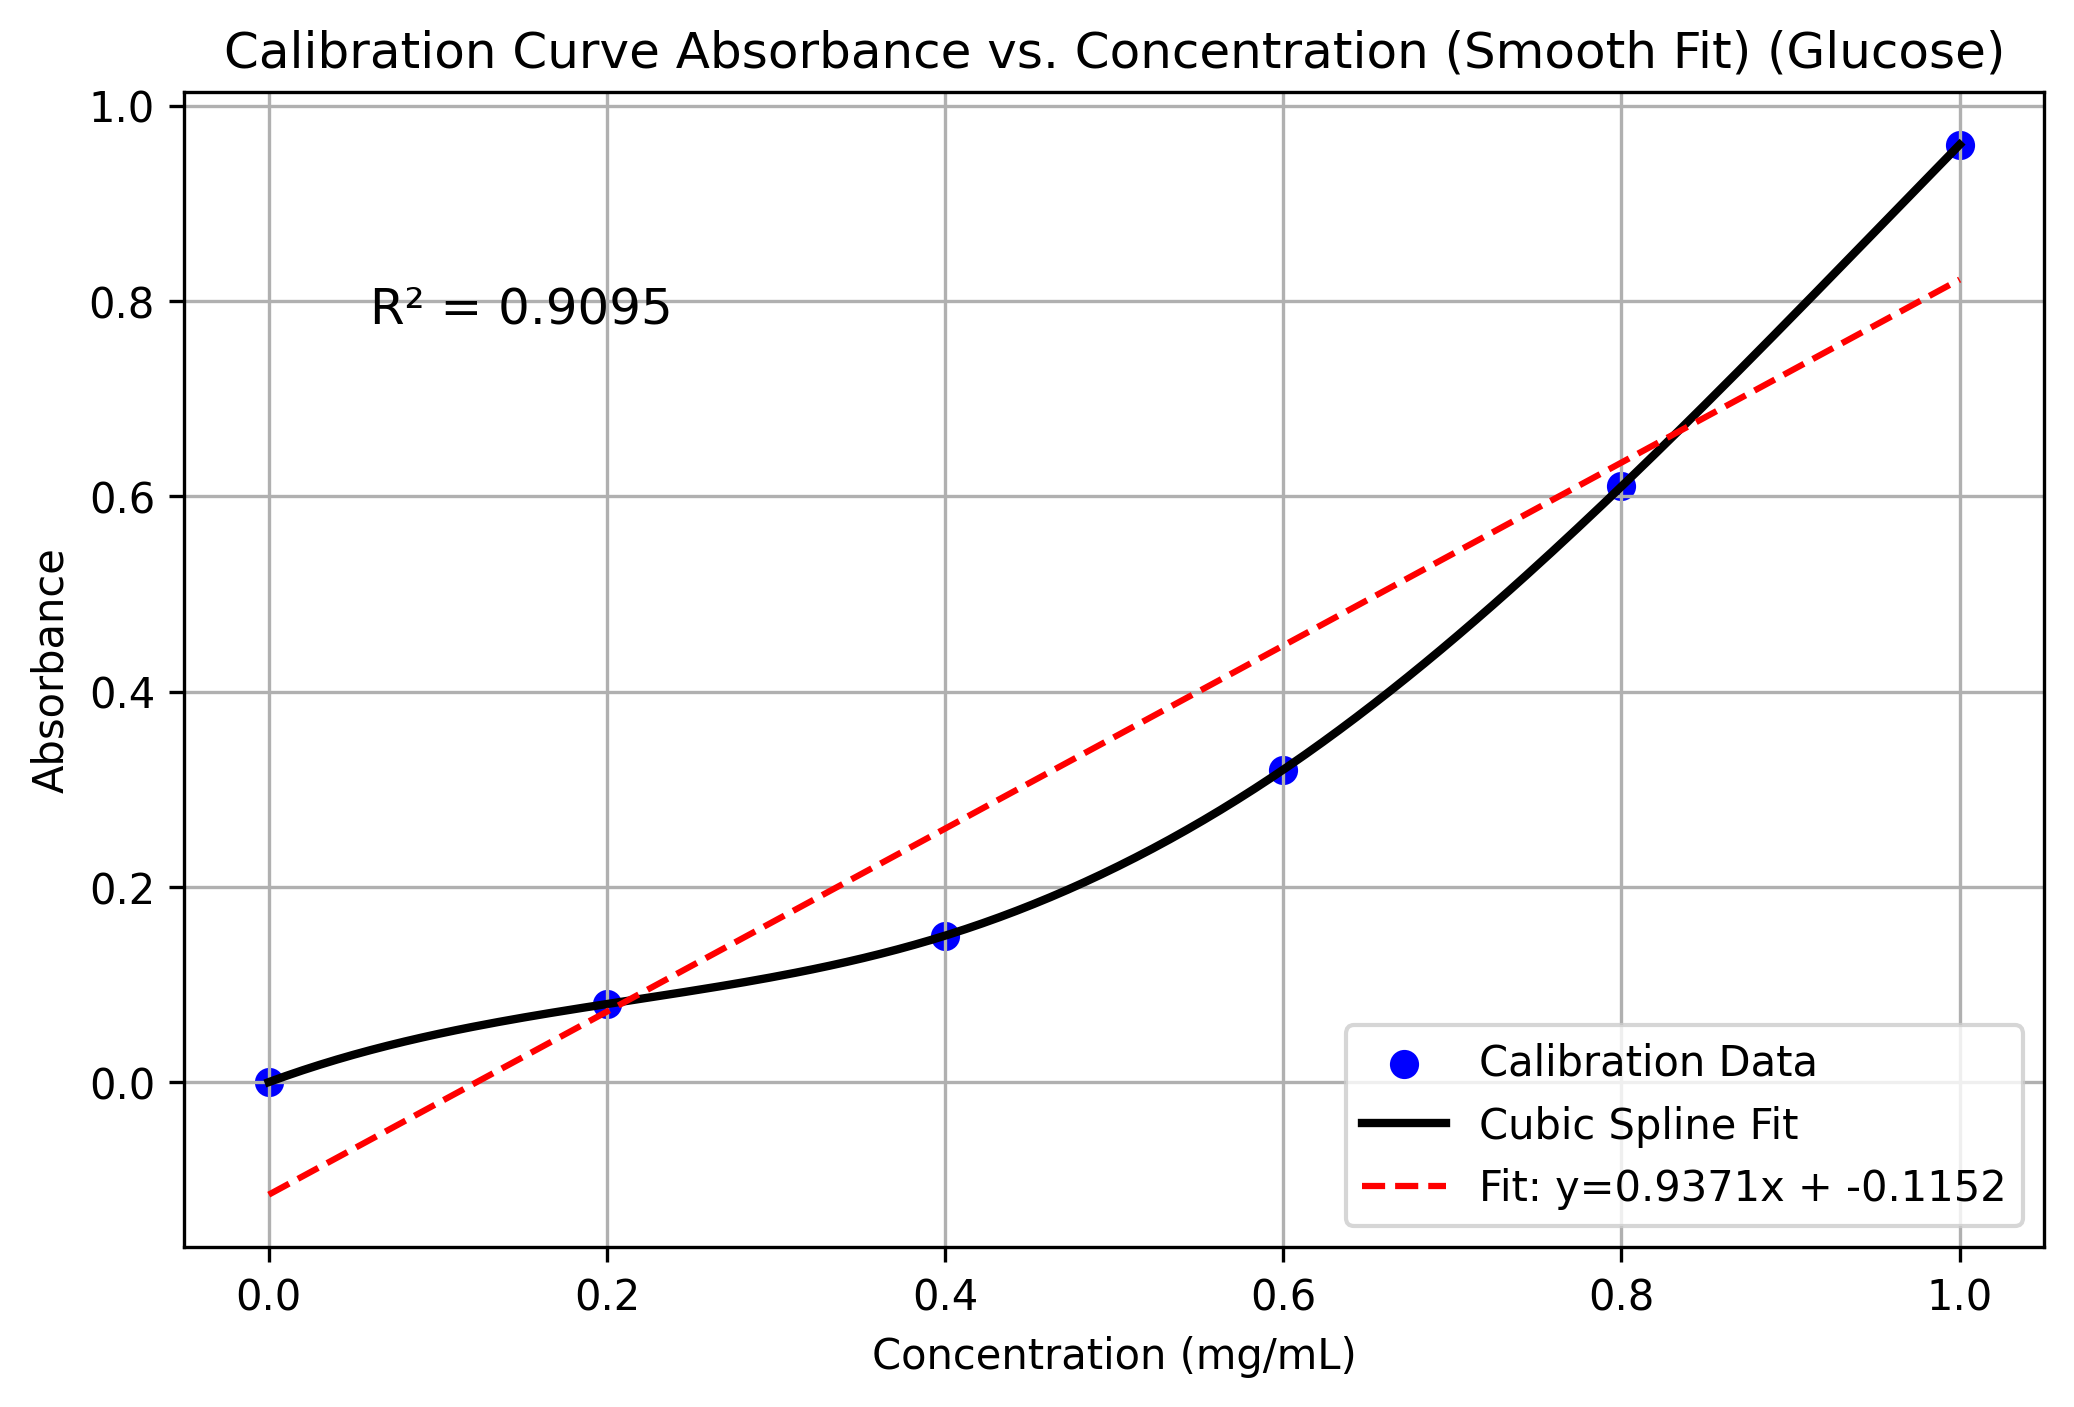 Calibration Curve Absorbance vs. Concentration (Smooth Fit) (Glucose)
1.0
0.8
0.6
0.4
0.2
0.0
Absorbance
R² = 0.9095
Calibration Data
Cubic Spline Fit
Fit: y=0.9371x + -0.1152
0.0 0.2 0.4 0.6 0.8 1.0
Concentration (mg/mL)